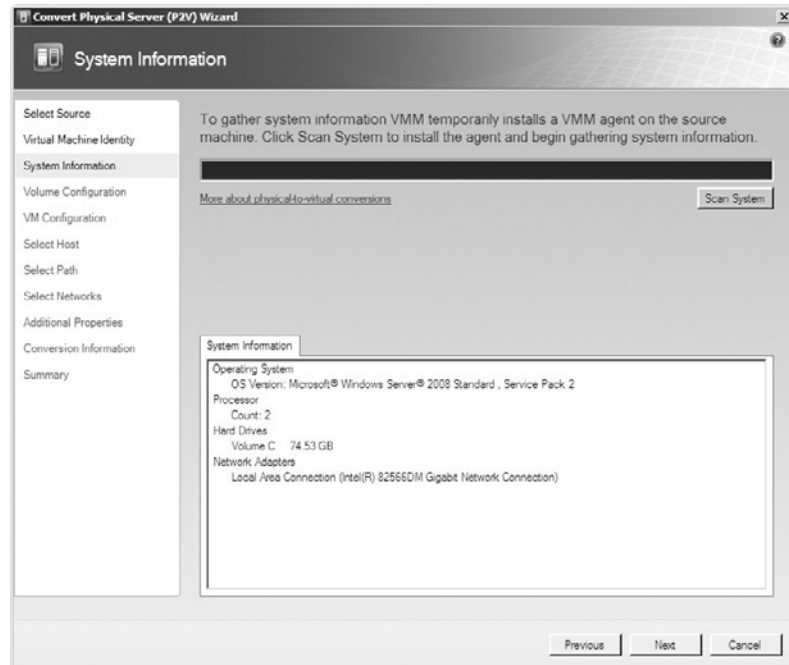 Convert Physical Server (P2V) Wizard
System Information
Select Source
Virtual Machine Identity
System Information
Volume Configuration
VM Configuration
Select Host
Select Path
Select Networks
Additional Properties
Conversion Information
Summary
To gather system information VMM temporarily installs a VMM agent on the source
machine. Click Scan System to install the agent and begin gathering system information.
More about physical-to-virtual conversions
Scan System
System Information
Operating System
OS Version: Microsoft® Windows Server® 2008 Standard , Service Pack 2
Processor
Count: 2
Hard Drives
Volume C 74.53 GB
Network Adapters
Local Area Connection (Intel(R) 82566DM Gigabit Network Connection)
Previous Next Cancel